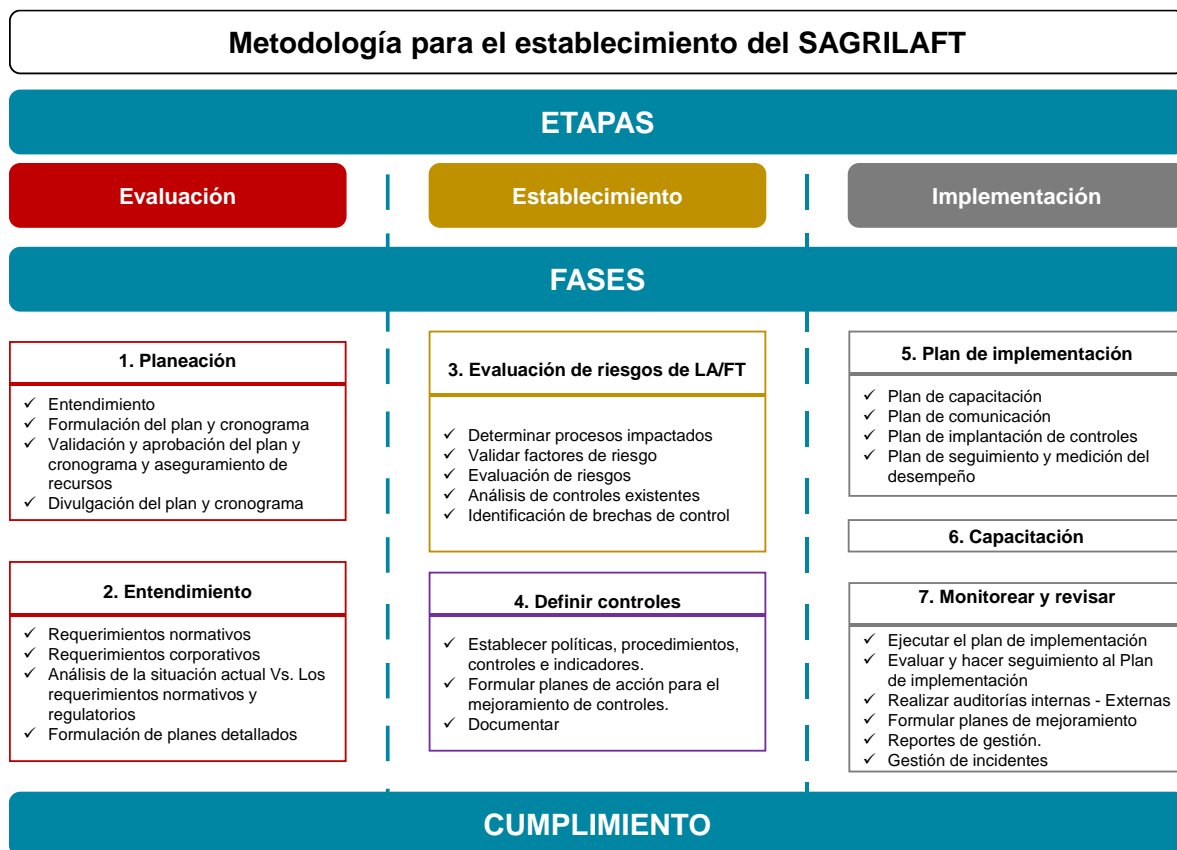 Metodología para el establecimiento del SAGRILAFT
ETAPAS
Evaluación
Establecimiento
Implementación
FASES
1. Planeación
✓ Entendimiento
✓ Formulación del plan y cronograma
✓ Validación y aprobación del plan y
cronograma y aseguramiento de
recursos
✓ Divulgación del plan y cronograma
2. Entendimiento
✓ Requerimientos normativos
✓ Requerimientos corporativos
✓ Análisis de la situación actual Vs. Los
requerimientos normativos y
regulatorios
✓ Formulación de planes detallados
3. Evaluación de riesgos de LA/FT
✓ Determinar procesos impactados
✓ Validar factores de riesgo
✓ Evaluación de riesgos
✓ Análisis de controles existentes
✓ Identificación de brechas de control
4. Definir controles
✓ Establecer políticas, procedimientos,
controles e indicadores.
✓ Formular planes de acción para el
mejoramiento de controles.
✓ Documentar
5. Plan de implementación
✓ Plan de capacitación
✓ Plan de comunicación
✓ Plan de implantación de controles
✓ Plan de seguimiento y medición del
desempeño
6. Capacitación
7. Monitorear y revisar
✓ Ejecutar el plan de implementación
✓ Evaluar y hacer seguimiento al Plan
de implementación
✓ Realizar auditorías internas - Externas
✓ Formular planes de mejoramiento
✓ Reportes de gestión.
✓ Gestión de incidentes
CUMPLIMIENTO